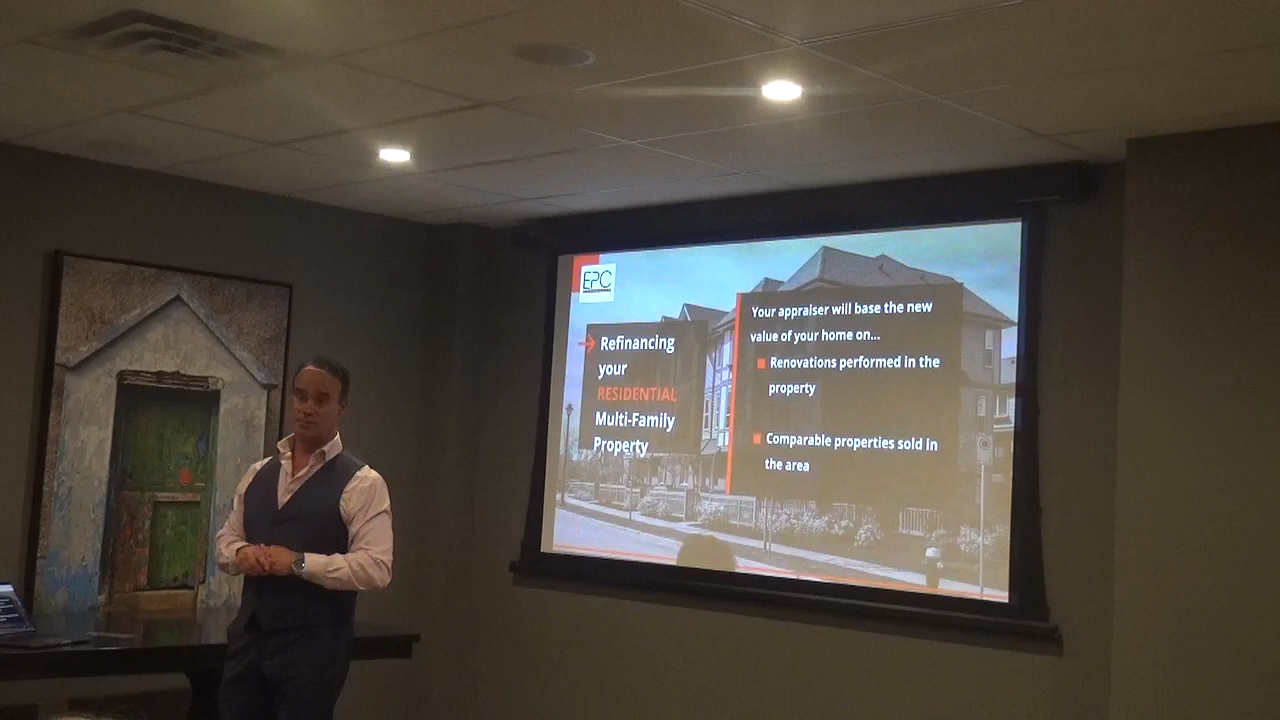 EPC
Refinancing
your
RESIDENTIAL
Multi-Family
Property
Your appraiser will base the new
value of your home on...
Renovations performed in the
property
Comparable properties sold in
the area